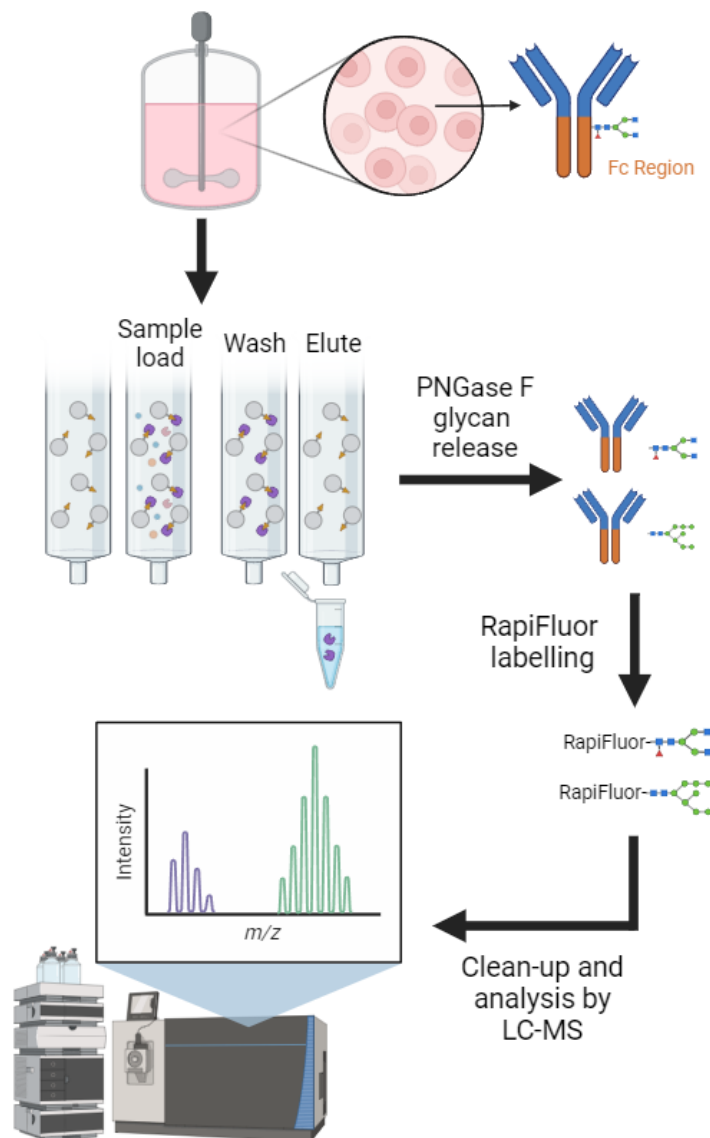 Fc Region
Sample
load
Wash
Elute
PNGase F
glycan
release
RapiFluor
labelling
RapiFluor-
RapiFluor-
Intensity
m/z
Clean-up and
analysis by
LC-MS